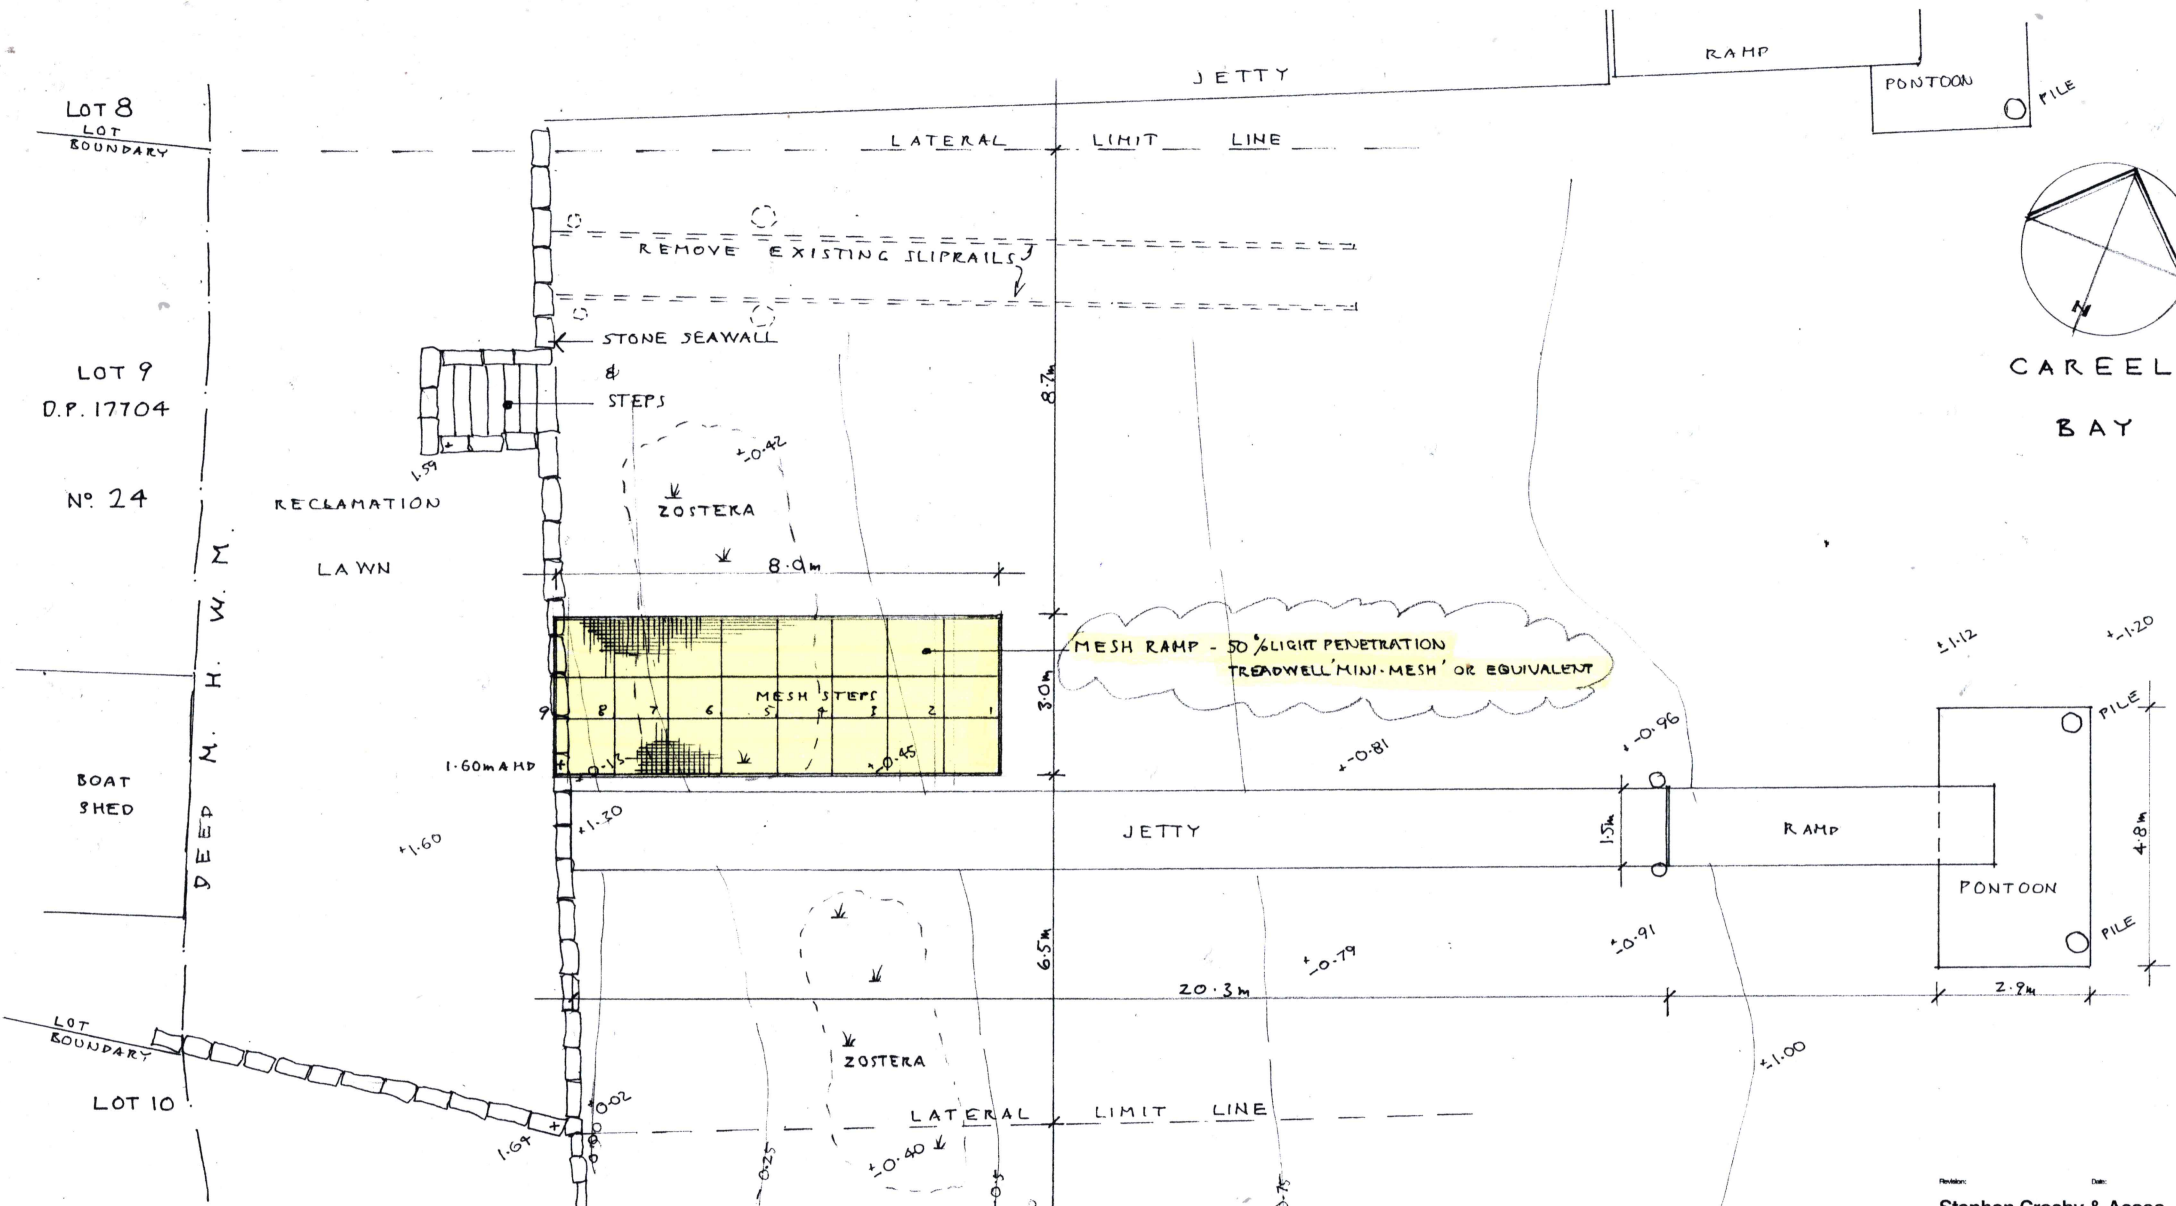 JETTY
RAMP
PONTOON
PILE
LOT 8
LOT
BOUNDARY
LATERAL LIMIT LINE
REMOVE EXISTING SLIPRAILS
STONE SEAWALL
&
STEPS
N
CAREEL
BAY
LOT 9
D.P. 17704
Nº 24
8.7m
1.59
-0.42
RECLAMATION
LAWN
ZOSTERA
8.0m
DEED M. H. W. M.
MESH RAMP - 50% LIGHT PENETRATION
TREADWELL 'MINI-MESH' OR EQUIVALENT
-1.12
-1.20
MESH STEPS
9 8 7 6 5 4 3 2 1
3.0m
PILE
1.60m AHD
-0.13
-0.45
-0.81
-0.96
BOAT
SHED
1.60
1.30
JETTY
1.5m
RAMP
4.8m
PONTOON
PILE
6.5m
-0.79
-0.91
20.3m
LOT
BOUNDARY
ZOSTERA
-1.00
LOT 10
-0.02
LATERAL LIMIT LINE
1.64
-0.25
-0.40
-0.5
Revision: Date: